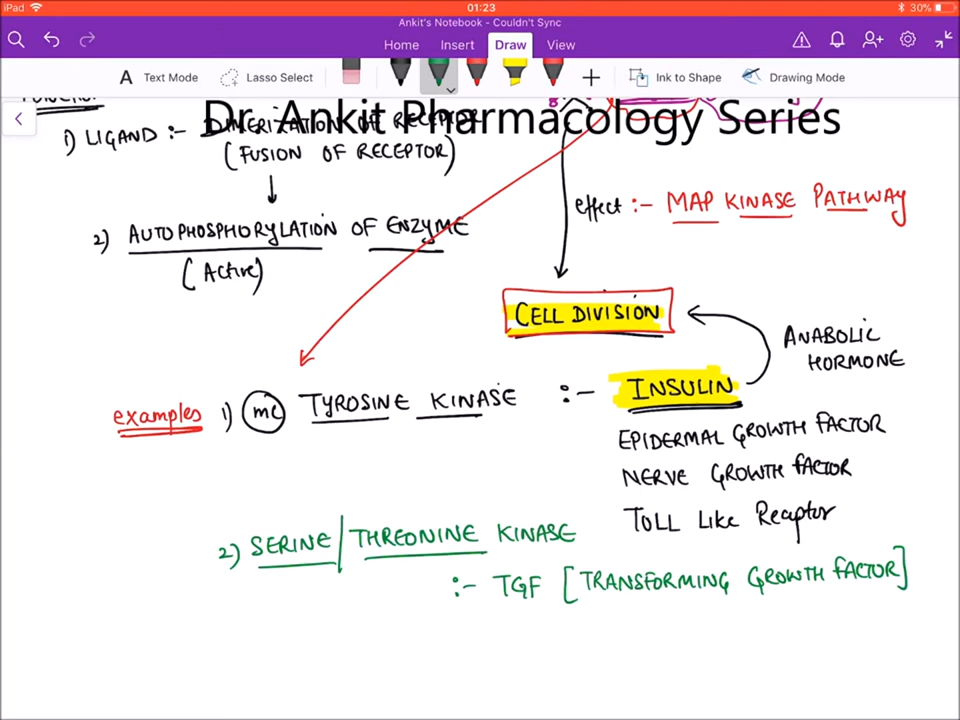 iPad 01:23 30%
Ankit's Notebook - Couldn't Sync
Home Insert Draw View
A Text Mode Lasso Select Ink to Shape Drawing Mode
Dr. Ankit Pharmacology Series
1) LIGAND :- DIMERIZATION OF RECEPTOR
(FUSION OF RECEPTOR)
effect :- MAP KINASE PATHWAY
2) AUTOPHOSPHORYLATION OF ENZYME
(Active)
CELL DIVISION
ANABOLIC
HORMONE
examples 1) mc TYROSINE KINASE :- INSULIN
EPIDERMAL GROWTH FACTOR
NERVE GROWTH FACTOR
TOLL Like Receptor
2) SERINE/THREONINE KINASE
:- TGF [TRANSFORMING GROWTH FACTOR]